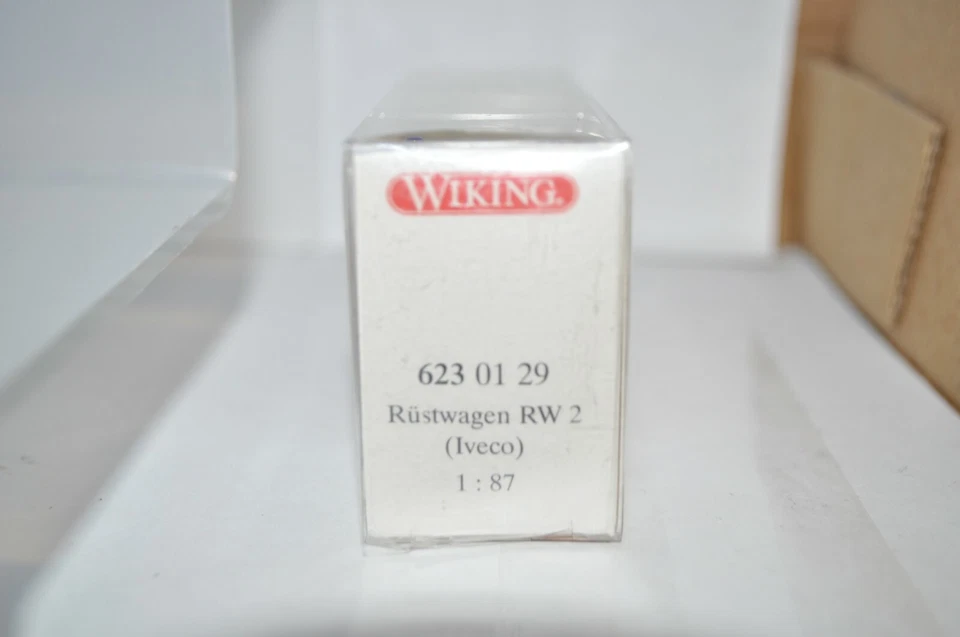 WIKING®
623 01 29
Rüstwagen RW 2
(Iveco)
1 : 87